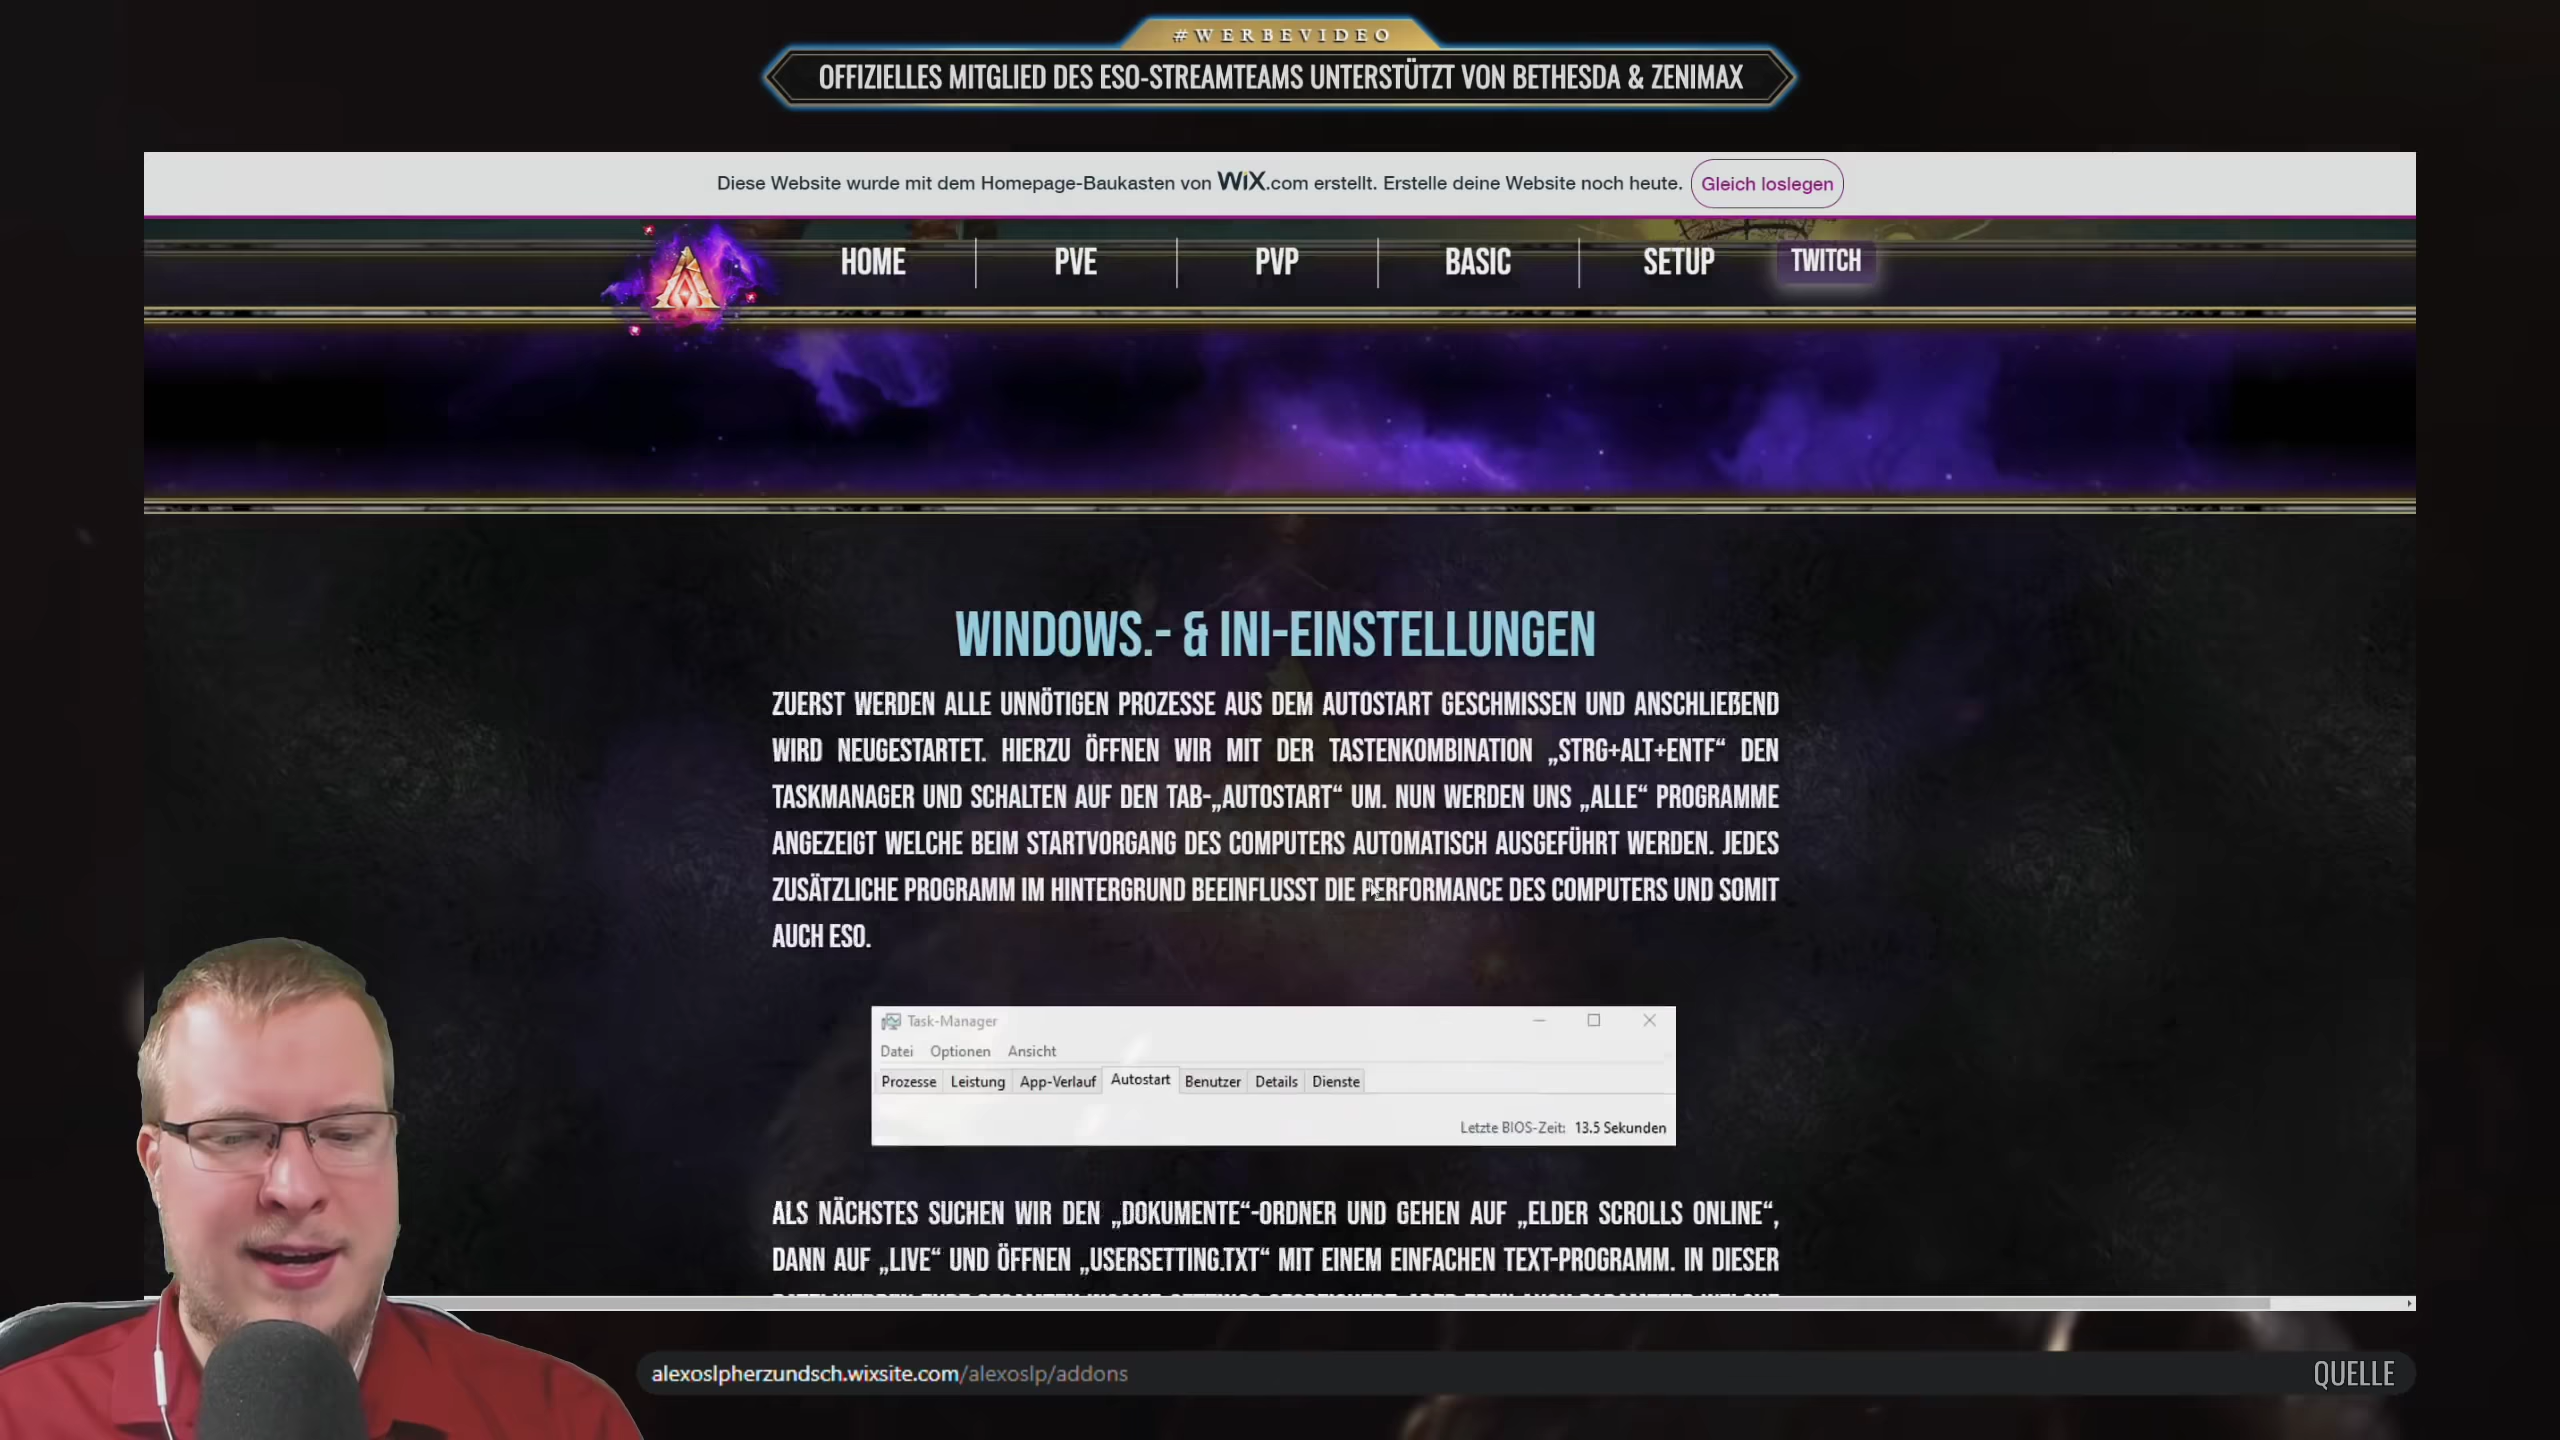 #WERBEVIDEO
OFFIZIELLES MITGLIED DES ESO-STREAMTEAMS UNTERSTÜTZT VON BETHESDA & ZENIMAX
Diese Website wurde mit dem Homepage-Baukasten von WiX.com erstellt. Erstelle deine Website noch heute. Gleich loslegen
HOME PVE PVP BASIC SETUP TWITCH
WINDOWS.- & INI-EINSTELLUNGEN
ZUERST WERDEN ALLE UNNÖTIGEN PROZESSE AUS DEM AUTOSTART GESCHMISSEN UND ANSCHLIEẞEND
WIRD NEUGESTARTET. HIERZU ÖFFNEN WIR MIT DER TASTENKOMBINATION „STRG+ALT+ENTF“ DEN
TASKMANAGER UND SCHALTEN AUF DEN TAB-„AUTOSTART“ UM. NUN WERDEN UNS „ALLE“ PROGRAMME
ANGEZEIGT WELCHE BEIM STARTVORGANG DES COMPUTERS AUTOMATISCH AUSGEFÜHRT WERDEN. JEDES
ZUSÄTZLICHE PROGRAMM IM HINTERGRUND BEEINFLUSST DIE PERFORMANCE DES COMPUTERS UND SOMIT
AUCH ESO.
Task-Manager
Datei Optionen Ansicht
Prozesse Leistung App-Verlauf Autostart Benutzer Details Dienste
Letzte BIOS-Zeit: 13.5 Sekunden
ALS NÄCHSTES SUCHEN WIR DEN „DOKUMENTE“-ORDNER UND GEHEN AUF „ELDER SCROLLS ONLINE“,
DANN AUF „LIVE“ UND ÖFFNEN „USERSETTING.TXT“ MIT EINEM EINFACHEN TEXT-PROGRAMM. IN DIESER
alexoslpherzundsch.wixsite.com/alexoslp/addons
QUELLE